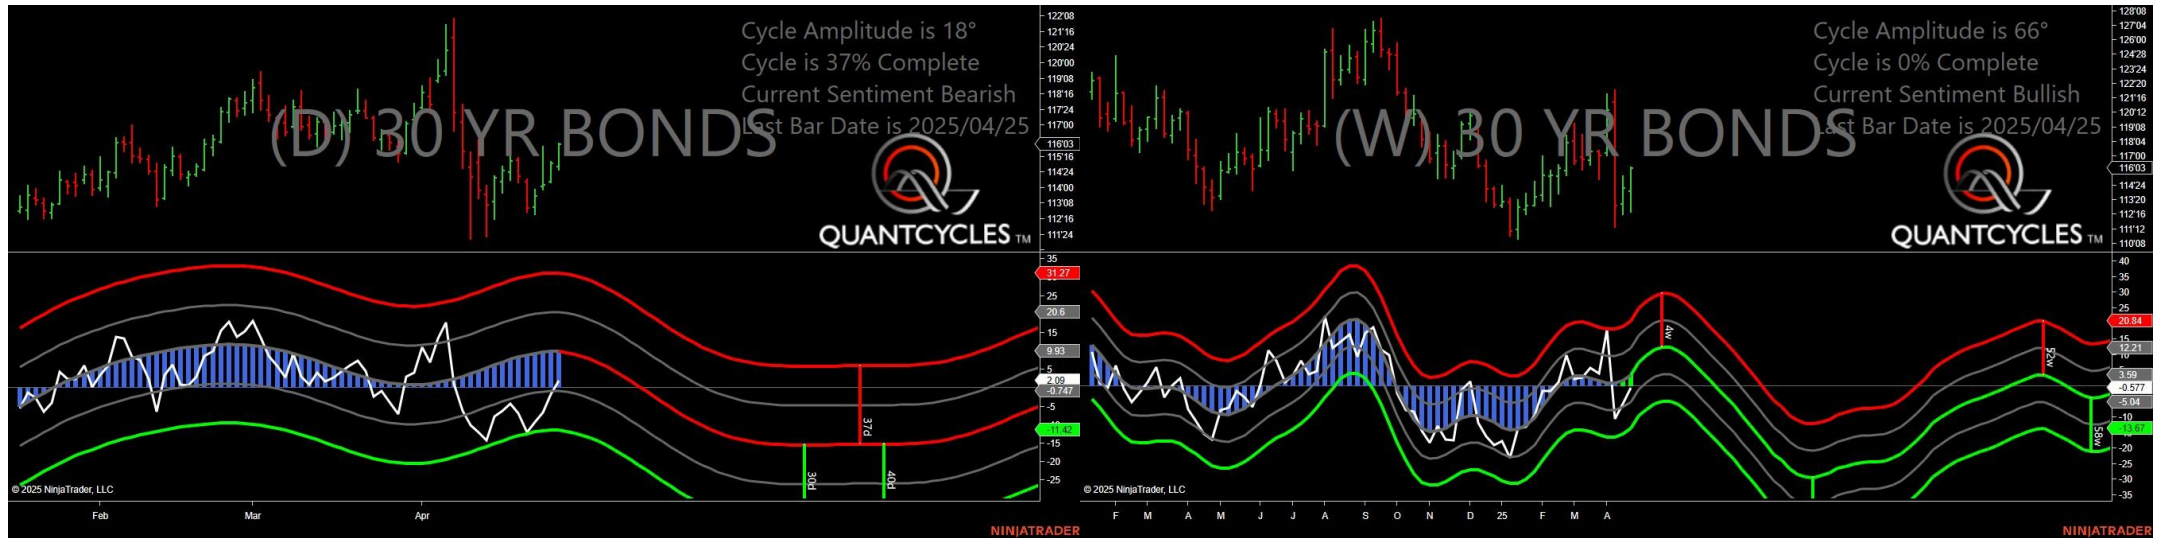 Cycle Amplitude is 18°
Cycle is 37% Complete
Current Sentiment Bearish
Last Bar Date is 2025/04/25
(D) 30 YR BONDS
QUANTCYCLES TM
122'08
121'16
120'24
120'00
119'08
118'16
117'24
117'00
116'03
115'16
114'24
114'00
113'08
112'16
111'24
35
31.27
25
20.6
15
9.93
5
2.09
-0.747
-5
-11.42
-15
-20
-25
37d
30d
40d
© 2025 NinjaTrader, LLC
Feb
Mar
Apr
NINJATRADER
Cycle Amplitude is 66°
Cycle is 0% Complete
Current Sentiment Bullish
Last Bar Date is 2025/04/25
(W) 30 YR BONDS
QUANTCYCLES TM
128'08
127'04
126'00
124'28
123'24
122'20
121'16
120'12
119'08
118'04
117'00
116'03
114'24
113'20
112'16
111'12
110'08
40
35
30
25
20.84
15
12.21
5
3.59
-0.577
-5.04
-10
-13.67
-20
-25
-30
-35
4w
52w
58w
© 2025 NinjaTrader, LLC
F
M
A
M
J
J
A
S
O
N
D
25
F
M
A
NINJATRADER